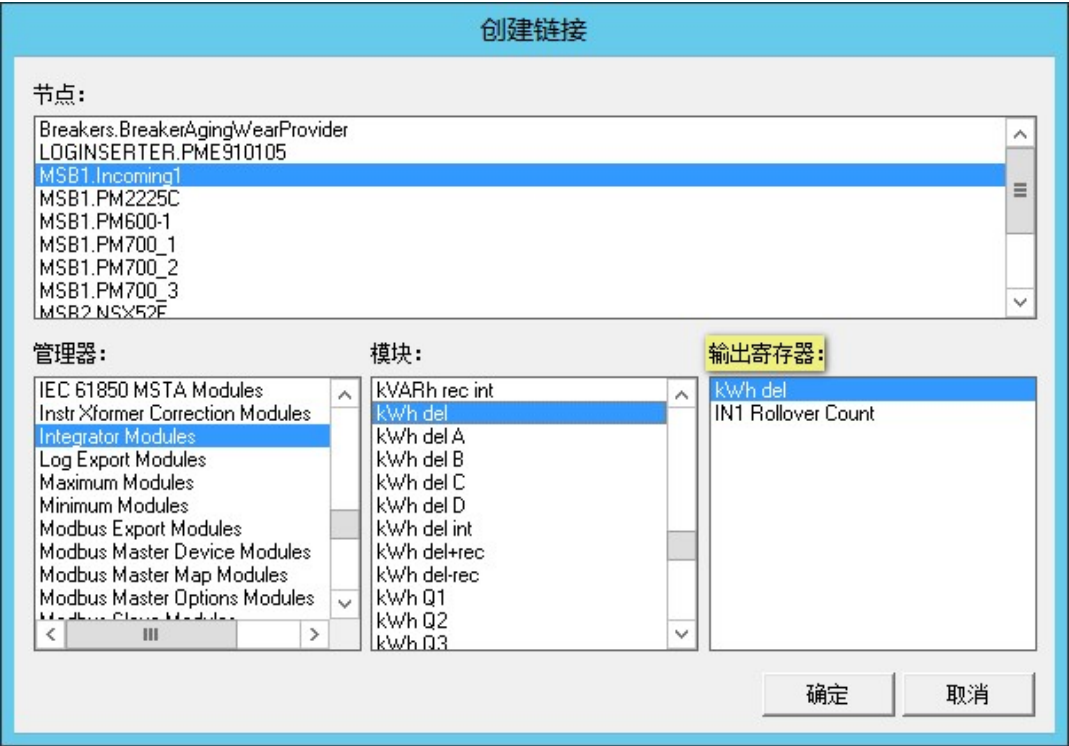 创建链接
节点：
Breakers.BreakerAgingWearProvider
LOGINSERTER.PME910105
MSB1.Incoming1
MSB1.PM2225C
MSB1.PM600-1
MSB1.PM700_1
MSB1.PM700_2
MSB1.PM700_3
管理器：
IEC 61850 MSTA Modules
Instr Xformer Correction Modules
Integrator Modules
Log Export Modules
Maximum Modules
Minimum Modules
Modbus Export Modules
Modbus Master Device Modules
Modbus Master Map Modules
Modbus Master Options Modules
模块：
kVARh rec int
kWh del
kWh del A
kWh del B
kWh del C
kWh del D
kWh del int
kWh del+rec
kWh del-rec
kWh Q1
kWh Q2
kWh Q3
输出寄存器：
kWh del
IN1 Rollover Count
确定
取消